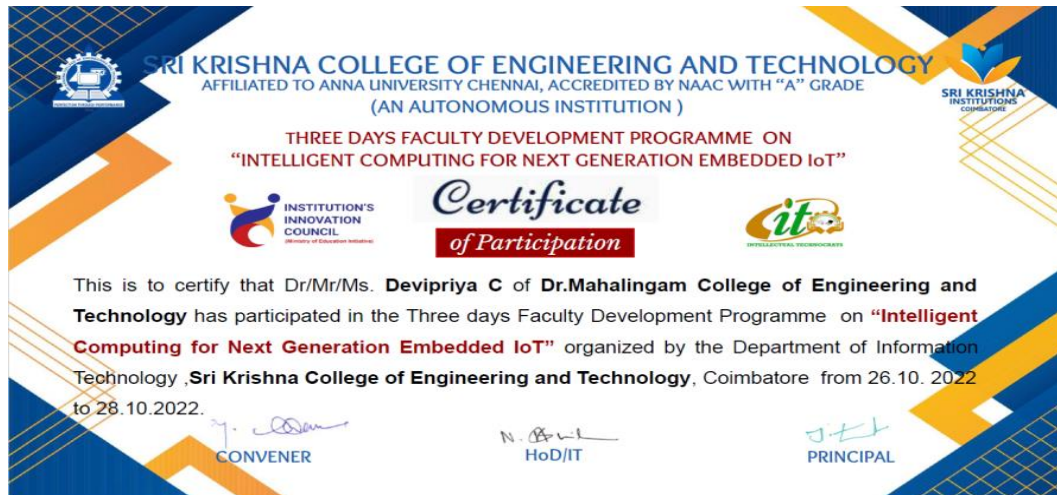 SRI KRISHNA COLLEGE OF ENGINEERING AND TECHNOLOGY
AFFILIATED TO ANNA UNIVERSITY CHENNAI, ACCREDITED BY NAAC WITH “A” GRADE
(AN AUTONOMOUS INSTITUTION )
PERFECTION THROUGH PERFORMANCE
SRI KRISHNA
INSTITUTIONS
COIMBATORE
THREE DAYS FACULTY DEVELOPMENT PROGRAMME ON
“INTELLIGENT COMPUTING FOR NEXT GENERATION EMBEDDED IoT”
INSTITUTION'S
INNOVATION
COUNCIL
(Ministry of Education Initiative)
Certificate
of Participation
it
INTELLECTUAL TECHNOCRATS
This is to certify that Dr/Mr/Ms. Devipriya C of Dr.Mahalingam College of Engineering and
Technology has participated in the Three days Faculty Development Programme on “Intelligent
Computing for Next Generation Embedded IoT” organized by the Department of Information
Technology ,Sri Krishna College of Engineering and Technology, Coimbatore from 26.10. 2022
to 28.10.2022.
CONVENER
HoD/IT
PRINCIPAL